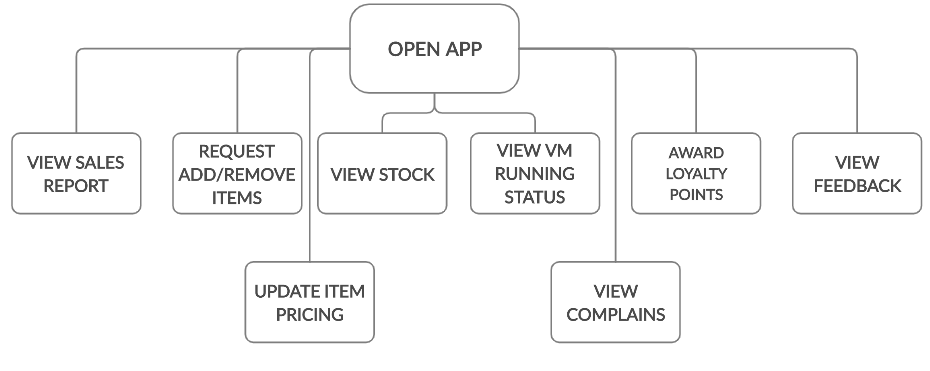 OPEN APP
VIEW SALES
REPORT
REQUEST
ADD/REMOVE
ITEMS
VIEW STOCK
VIEW VM
RUNNING
STATUS
AWARD
LOYALTY
POINTS
VIEW
FEEDBACK
UPDATE ITEM
PRICING
VIEW
COMPLAINS